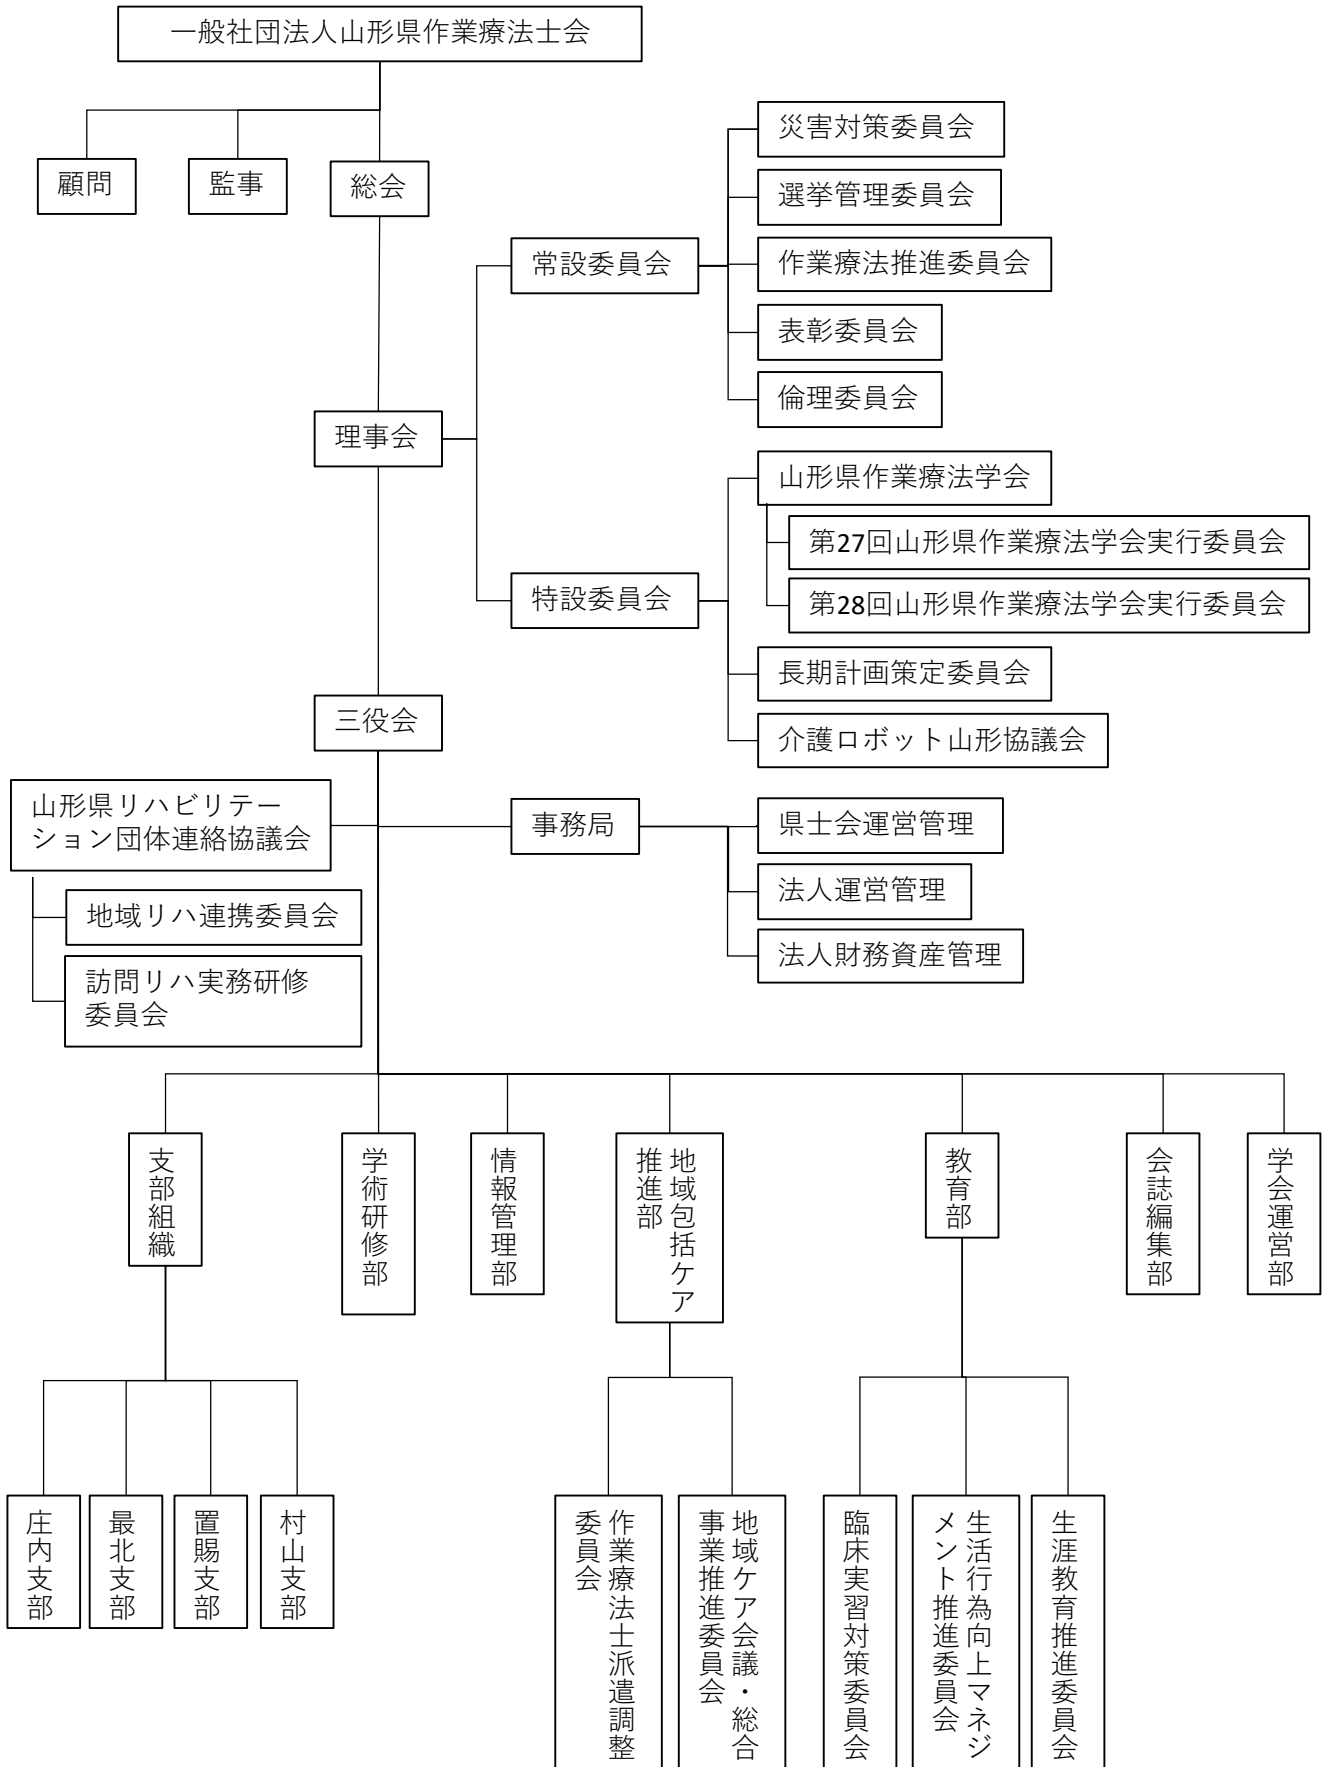 一般社団法人山形県作業療法士会
顧問
監事
総会
災害対策委員会
選挙管理委員会
常設委員会
作業療法推進委員会
表彰委員会
倫理委員会
理事会
山形県作業療法学会
第27回山形県作業療法学会実行委員会
特設委員会
第28回山形県作業療法学会実行委員会
長期計画策定委員会
三役会
介護ロボット山形協議会
山形県リハビリテー
ション団体連絡協議会
事務局
県士会運営管理
法人運営管理
地域リハ連携委員会
法人財務資産管理
訪問リハ実務研修
委員会
支部組織
学術研修部
情報管理部
地域包括ケア
推進部
教育部
会誌編集部
学会運営部
庄内支部
最北支部
置賜支部
村山支部
作業療法士派遣調整
委員会
地域ケア会議・総合
事業推進委員会
臨床実習対策委員会
生活行為向上マネジ
メント推進委員会
生涯教育推進委員会